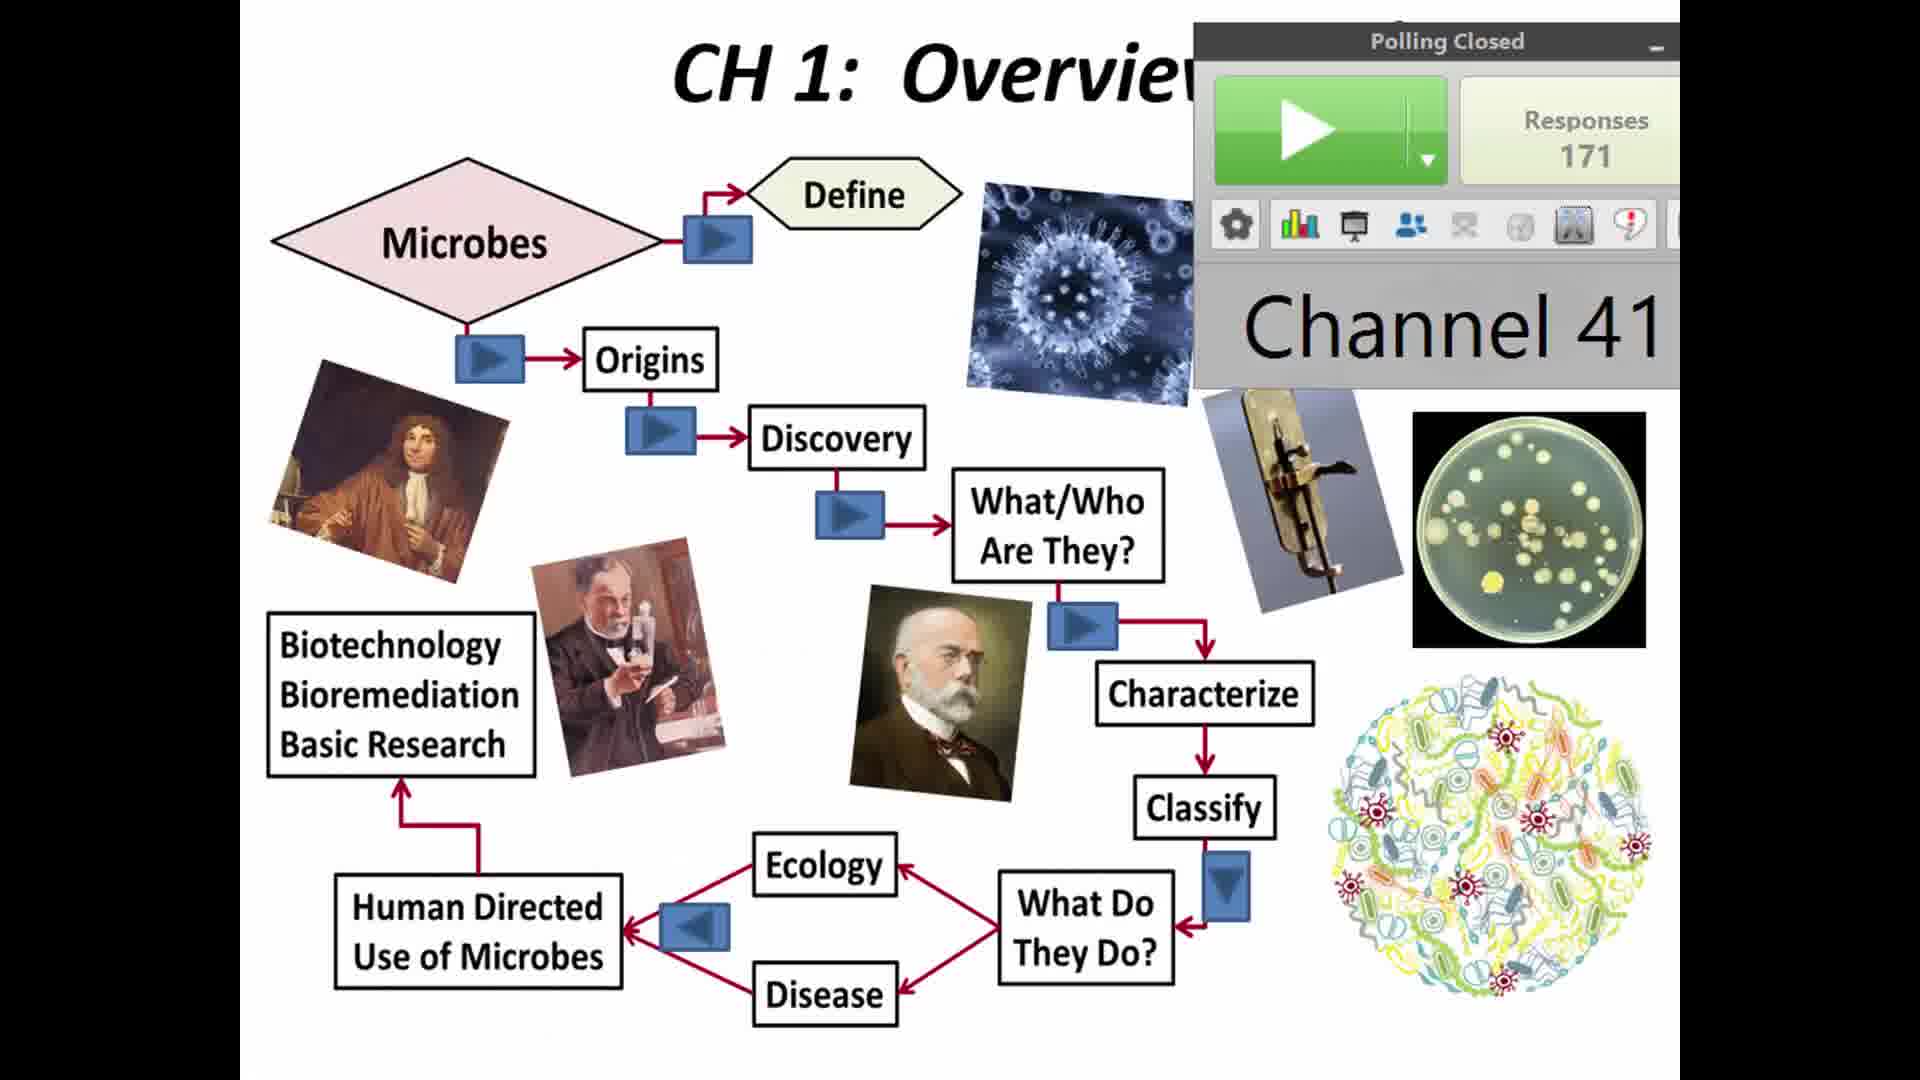 CH 1: Overview
Polling Closed
Responses
171
Channel 41
Microbes
Define
Origins
Discovery
What/Who
Are They?
Characterize
Classify
What Do
They Do?
Ecology
Disease
Human Directed
Use of Microbes
Biotechnology
Bioremediation
Basic Research